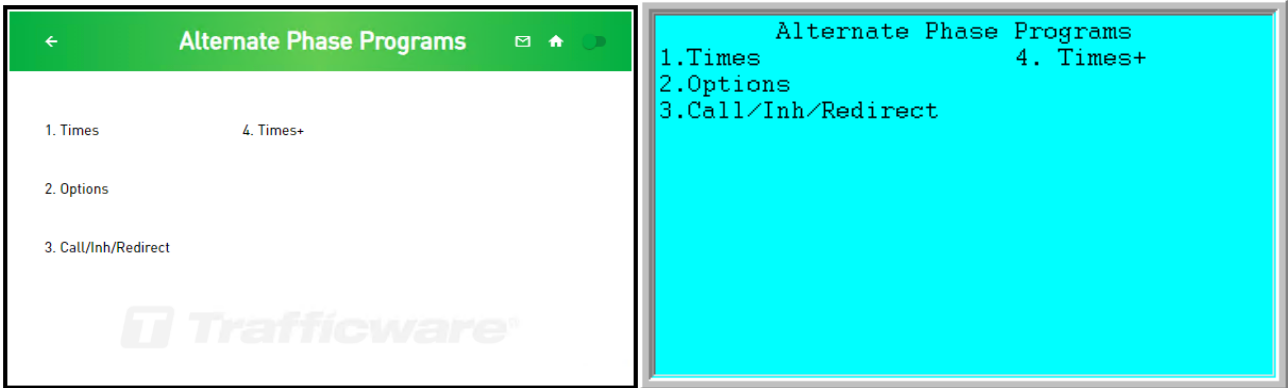 Alternate Phase Programs
1. Times 4. Times+
2. Options
3. Call/Inh/Redirect
T Trafficware®
Alternate Phase Programs
1.Times 4. Times+
2.Options
3.Call/Inh/Redirect